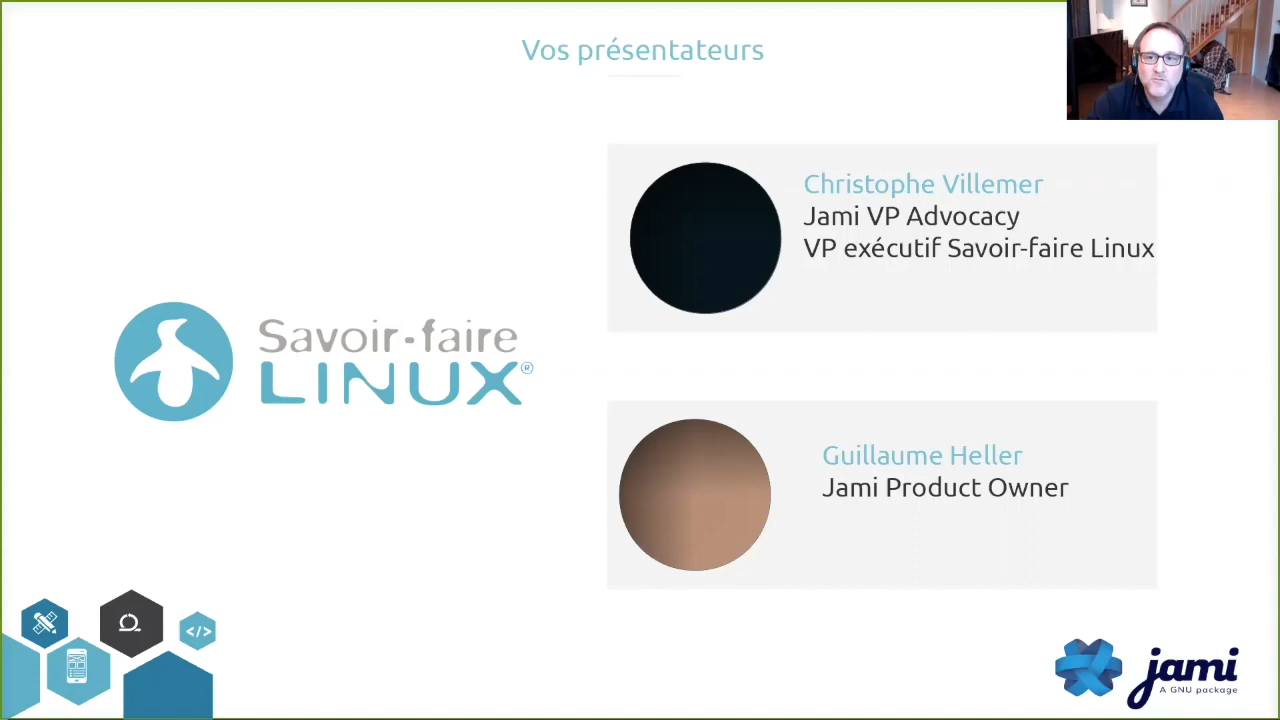 Vos présentateurs
Christophe Villemer
Jami VP Advocacy
VP exécutif Savoir-faire Linux
Savoir-faire
LINUX®
Guillaume Heller
Jami Product Owner
</>
jami
A GNU package